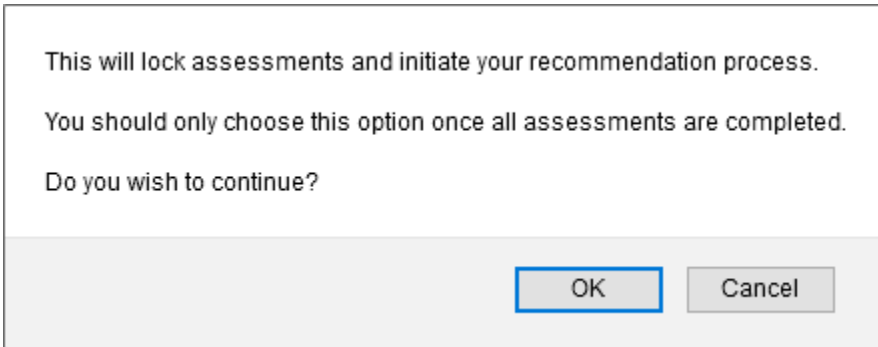 This will lock assessments and initiate your recommendation process.
You should only choose this option once all assessments are completed.
Do you wish to continue?
OK
Cancel